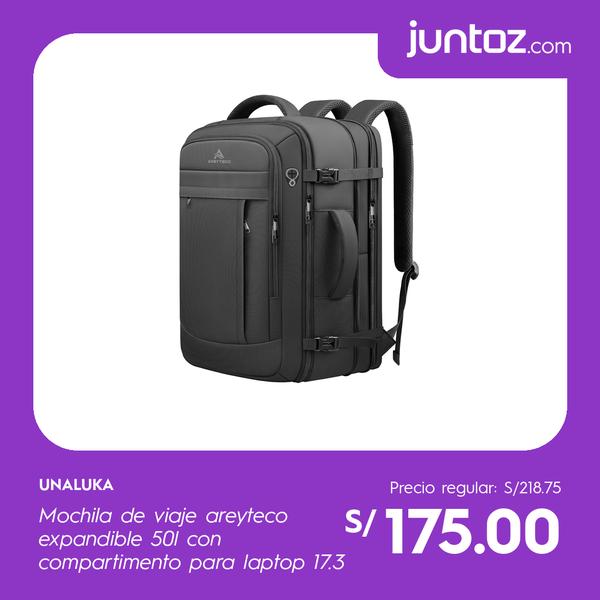 juntoz.com
AREYTECO
UNALUKA
Mochila de viaje areyteco
expandible 50l con
compartimento para laptop 17.3
Precio regular: S/218.75
S/175.00